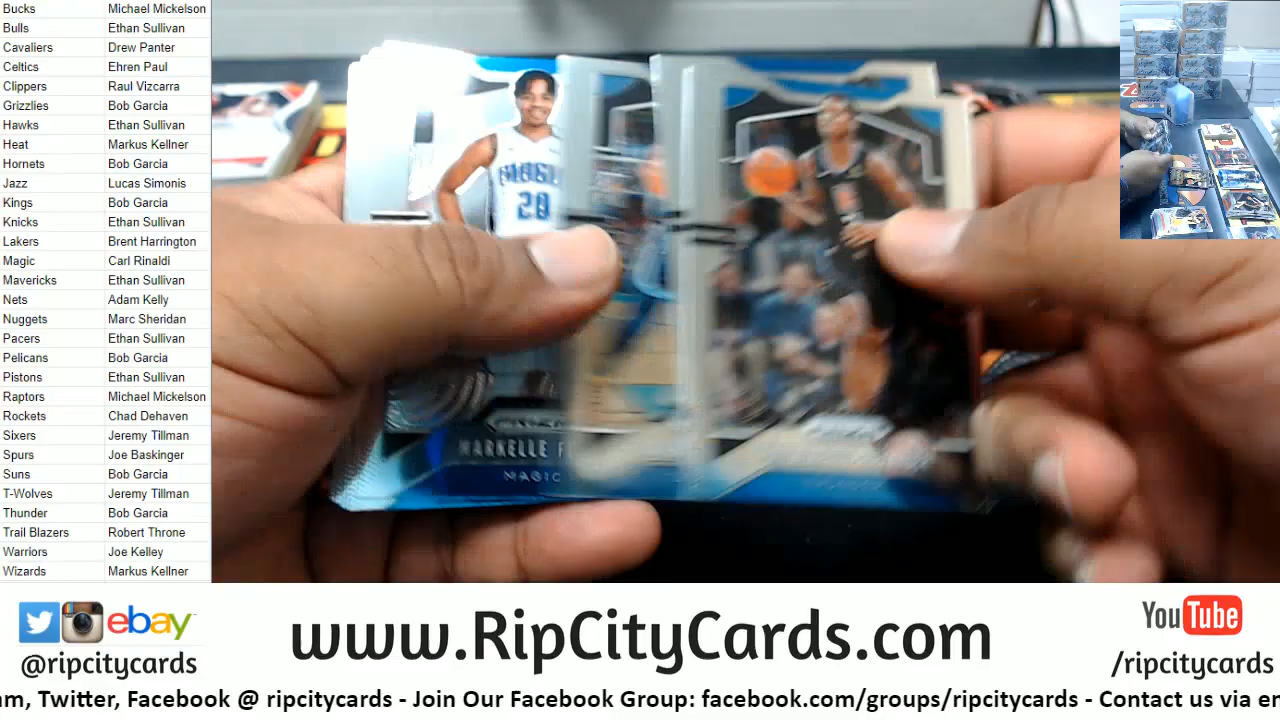 Bucks Michael Mickelson
Bulls Ethan Sullivan
Cavaliers Drew Panter
Celtics Ehren Paul
Clippers Raul Vizcarra
Grizzlies Bob Garcia
Hawks Ethan Sullivan
Heat Markus Kellner
Hornets Bob Garcia
Jazz Lucas Simonis
Kings Bob Garcia
Knicks Ethan Sullivan
Lakers Brent Harrington
Magic Carl Rinaldi
Mavericks Ethan Sullivan
Nets Adam Kelly
Nuggets Marc Sheridan
Pacers Ethan Sullivan
Pelicans Bob Garcia
Pistons Ethan Sullivan
Raptors Michael Mickelson
Rockets Chad Dehaven
Sixers Jeremy Tillman
Spurs Joe Baskinger
Suns Bob Garcia
T-Wolves Jeremy Tillman
Thunder Bob Garcia
Trail Blazers Robert Throne
Warriors Joe Kelley
Wizards Markus Kellner
MAGIC
20
MARKELLE F
MAGIC
ebay
@ripcitycards
www.RipCityCards.com
YouTube
/ripcitycards
am, Twitter, Facebook @ ripcitycards - Join Our Facebook Group: facebook.com/groups/ripcitycards - Contact us via em